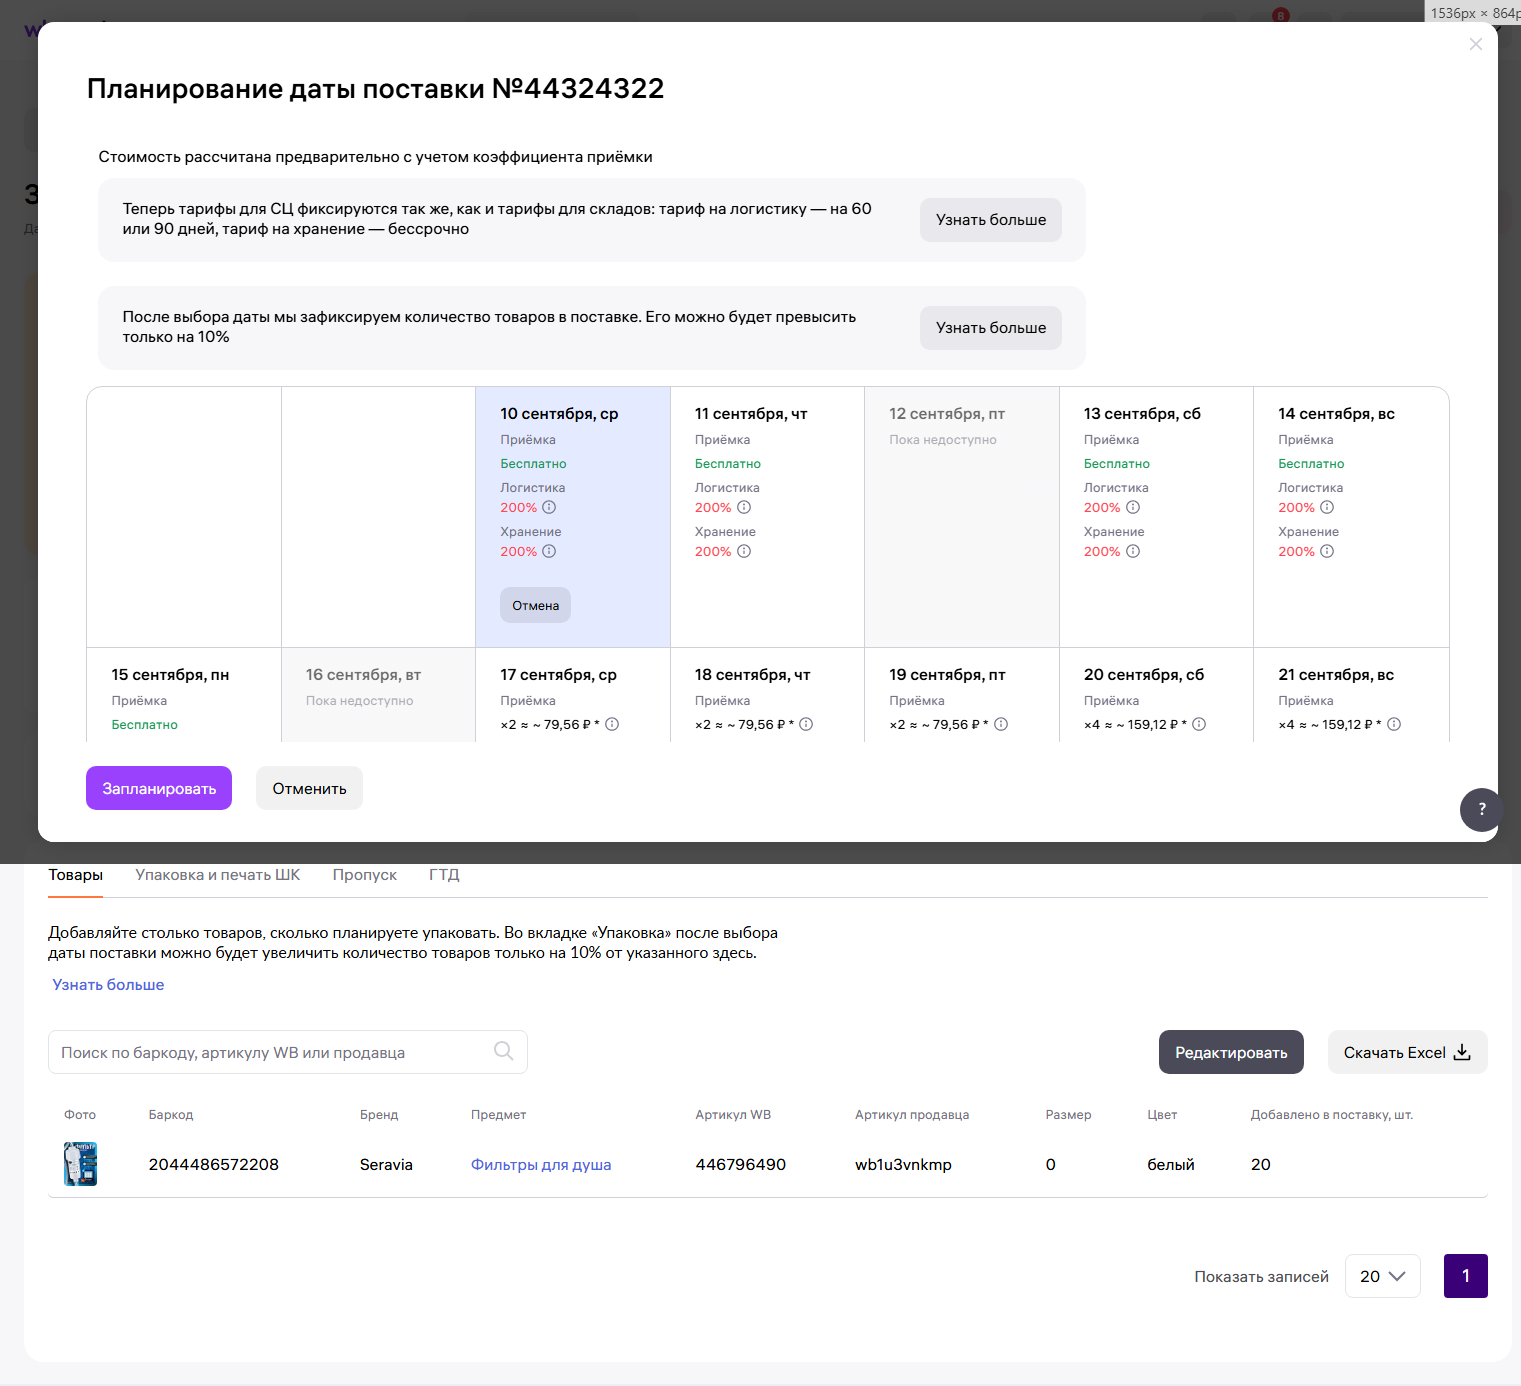 1536px × 864p
8
Планирование даты поставки №44324322
Стоимость рассчитана предварительно с учетом коэффициента приёмки
Теперь тарифы для СЦ фиксируются так же, как и тарифы для складов: тариф на логистику — на 60
или 90 дней, тариф на хранение — бессрочно
Узнать больше
После выбора даты мы зафиксируем количество товаров в поставке. Его можно будет превысить
только на 10%
Узнать больше
10 сентября, ср
Приёмка
Бесплатно
Логистика
200%
Хранение
200%
Отмена
11 сентября, чт
Приёмка
Бесплатно
Логистика
200%
Хранение
200%
12 сентября, пт
Пока недоступно
13 сентября, сб
Приёмка
Бесплатно
Логистика
200%
Хранение
200%
14 сентября, вс
Приёмка
Бесплатно
Логистика
200%
Хранение
200%
15 сентября, пн
Приёмка
Бесплатно
16 сентября, вт
Пока недоступно
17 сентября, ср
Приёмка
×2 ≈ ~ 79,56 ₽ *
18 сентября, чт
Приёмка
×2 ≈ ~ 79,56 ₽ *
19 сентября, пт
Приёмка
×2 ≈ ~ 79,56 ₽ *
20 сентября, сб
Приёмка
×4 ≈ ~ 159,12 ₽ *
21 сентября, вс
Приёмка
×4 ≈ ~ 159,12 ₽ *
Запланировать
Отменить
?
Товары
Упаковка и печать ШК
Пропуск
ГТД
Добавляйте столько товаров, сколько планируете упаковать. Во вкладке «Упаковка» после выбора
даты поставки можно будет увеличить количество товаров только на 10% от указанного здесь.
Узнать больше
Поиск по баркоду, артикулу WB или продавца
Редактировать
Скачать Excel
Фото Баркод Бренд Предмет Артикул WB Артикул продавца Размер Цвет Добавлено в поставку, шт.
2044486572208 Seravia Фильтры для душа 446796490 wb1u3vnkmp 0 белый 20
Показать записей 20 1